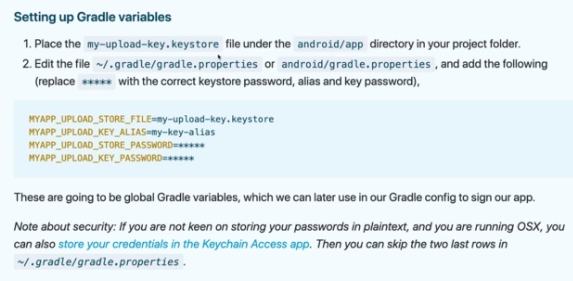 Setting up Gradle variables
1. Place the my-upload-key.keystore file under the android/app directory in your project folder.
2. Edit the file ~/.gradle/gradle.properties or android/gradle.properties , and add the following
(replace ***** with the correct keystore password, alias and key password),
MYAPP_UPLOAD_STORE_FILE=my-upload-key.keystore
MYAPP_UPLOAD_KEY_ALIAS=my-key-alias
MYAPP_UPLOAD_STORE_PASSWORD=*****
MYAPP_UPLOAD_KEY_PASSWORD=*****
These are going to be global Gradle variables, which we can later use in our Gradle config to sign our app.
Note about security: If you are not keen on storing your passwords in plaintext, and you are running OSX, you
can also store your credentials in the Keychain Access app. Then you can skip the two last rows in
~/.gradle/gradle.properties .